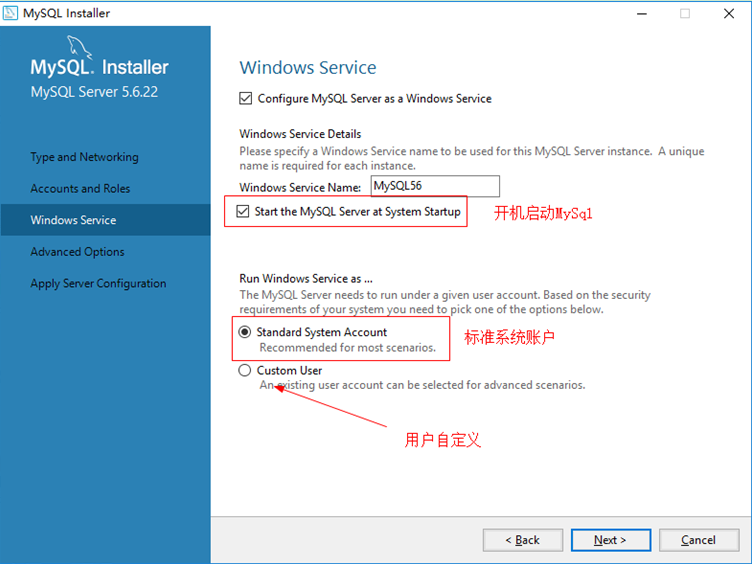 MySQL Installer
MySQL. Installer
MySQL Server 5.6.22
Type and Networking
Accounts and Roles
Windows Service
Advanced Options
Apply Server Configuration
Windows Service
Configure MySQL Server as a Windows Service
Windows Service Details
Please specify a Windows Service name to be used for this MySQL Server instance. A unique
name is required for each instance.
Windows Service Name: MySQL56
Start the MySQL Server at System Startup 开机启动MySql
Run Windows Service as ...
The MySQL Server needs to run under a given user account. Based on the security
requirements of your system you need to pick one of the options below.
Standard System Account 标准系统账户
Recommended for most scenarios.
Custom User
An existing user account can be selected for advanced scenarios.
用户自定义
< Back Next > Cancel